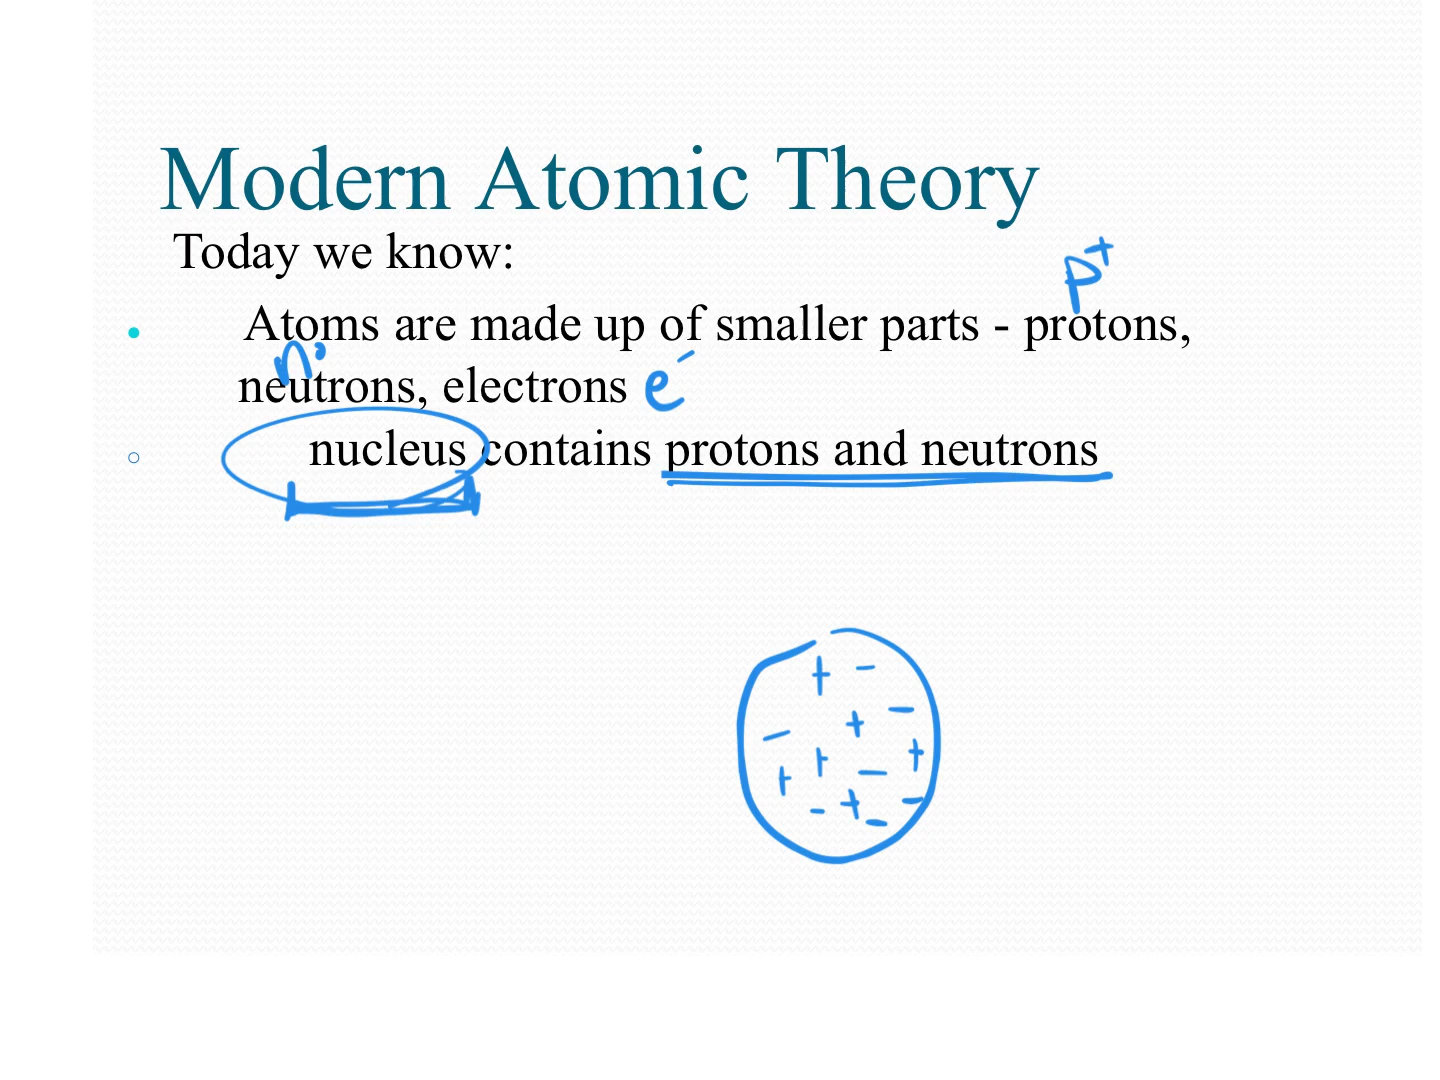 Modern Atomic Theory
Today we know:
p⁺
• Atoms are made up of smaller parts - protons,
n°
neutrons, electrons e⁻
○ nucleus contains protons and neutrons
+ −
−
+
−
+
+
+ −
+ −
− −